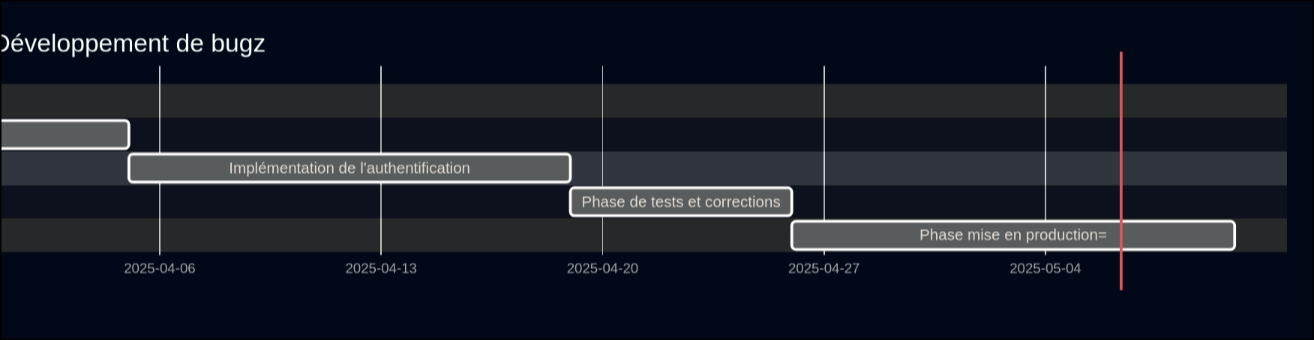 Développement de bugz
Implémentation de l'authentification
Phase de tests et corrections
Phase mise en production=
2025-04-06
2025-04-13
2025-04-20
2025-04-27
2025-05-04